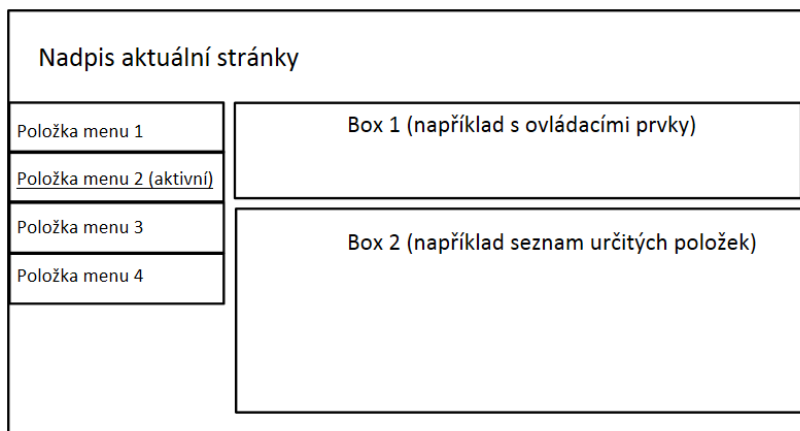 Nadpis aktuální stránky
Položka menu 1
Položka menu 2 (aktivní)
Položka menu 3
Položka menu 4
Box 1 (například s ovládacími prvky)
Box 2 (například seznam určitých položek)